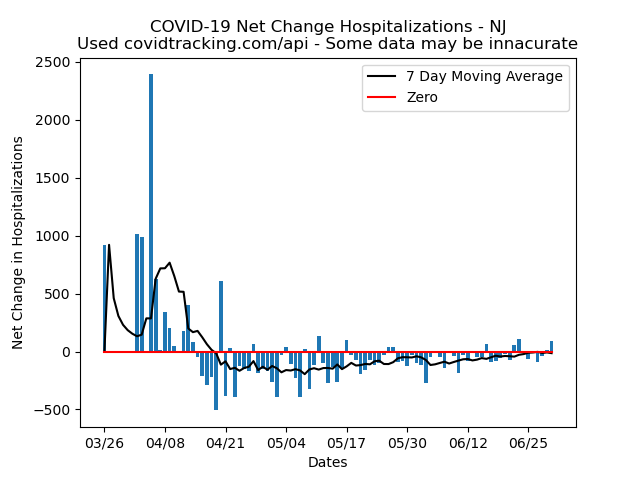 COVID-19 Net Change Hospitalizations - NJ
Used covidtracking.com/api - Some data may be innacurate
7 Day Moving Average
Zero
Net Change in Hospitalizations
2500
2000
1500
1000
500
0
−500
03/26 04/08 04/21 05/04 05/17 05/30 06/12 06/25
Dates